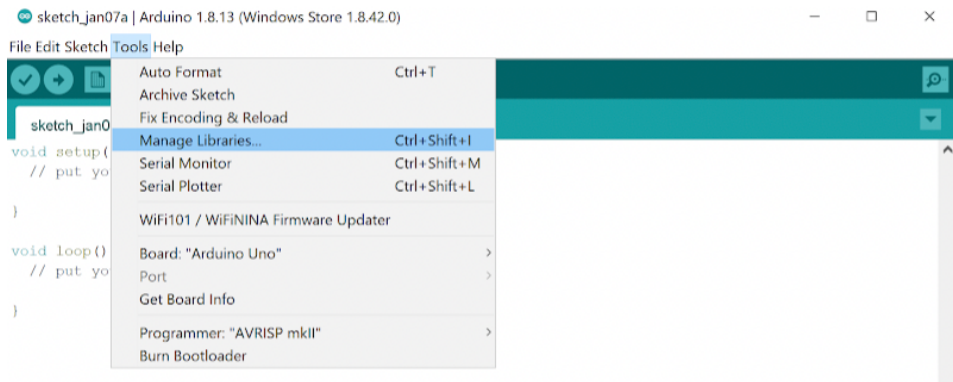 sketch_jan07a | Arduino 1.8.13 (Windows Store 1.8.42.0)
File Edit Sketch Tools Help
Auto Format Ctrl+T
Archive Sketch
Fix Encoding & Reload
sketch_jan0
Manage Libraries... Ctrl+Shift+I
void setup(
Serial Monitor Ctrl+Shift+M
// put yo
Serial Plotter Ctrl+Shift+L
}
WiFi101 / WiFiNINA Firmware Updater
void loop()
Board: "Arduino Uno"
// put yo
Port
Get Board Info
}
Programmer: "AVRISP mkII"
Burn Bootloader